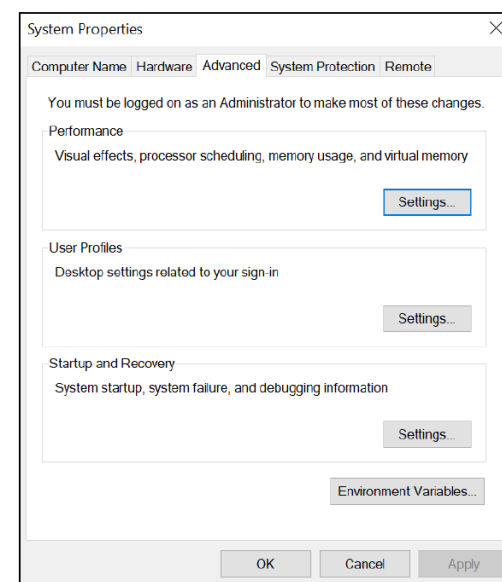 System Properties
Computer Name Hardware Advanced System Protection Remote
You must be logged on as an Administrator to make most of these changes.
Performance
Visual effects, processor scheduling, memory usage, and virtual memory
Settings...
User Profiles
Desktop settings related to your sign-in
Settings...
Startup and Recovery
System startup, system failure, and debugging information
Settings...
Environment Variables...
OK Cancel Apply